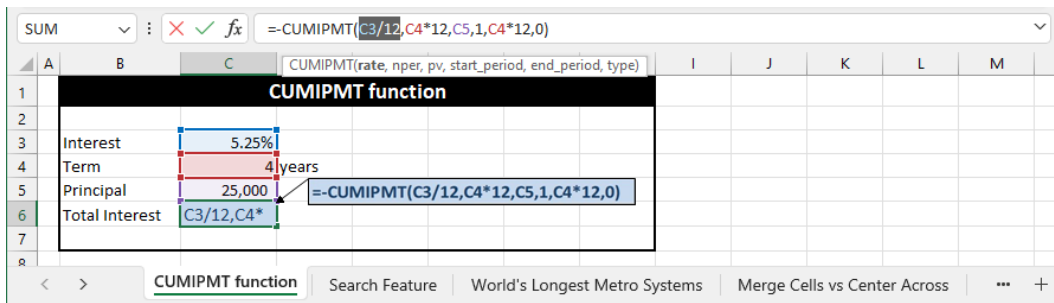 SUM fx =-CUMIPMT(C3/12,C4*12,C5,1,C4*12,0)
CUMIPMT(rate, nper, pv, start_period, end_period, type)
A B C I J K L M
1 CUMIPMT function
2
3 Interest 5.25%
4 Term 4 years
5 Principal 25,000 =-CUMIPMT(C3/12,C4*12,C5,1,C4*12,0)
6 Total Interest C3/12,C4*
7
8
CUMIPMT function Search Feature World's Longest Metro Systems Merge Cells vs Center Across